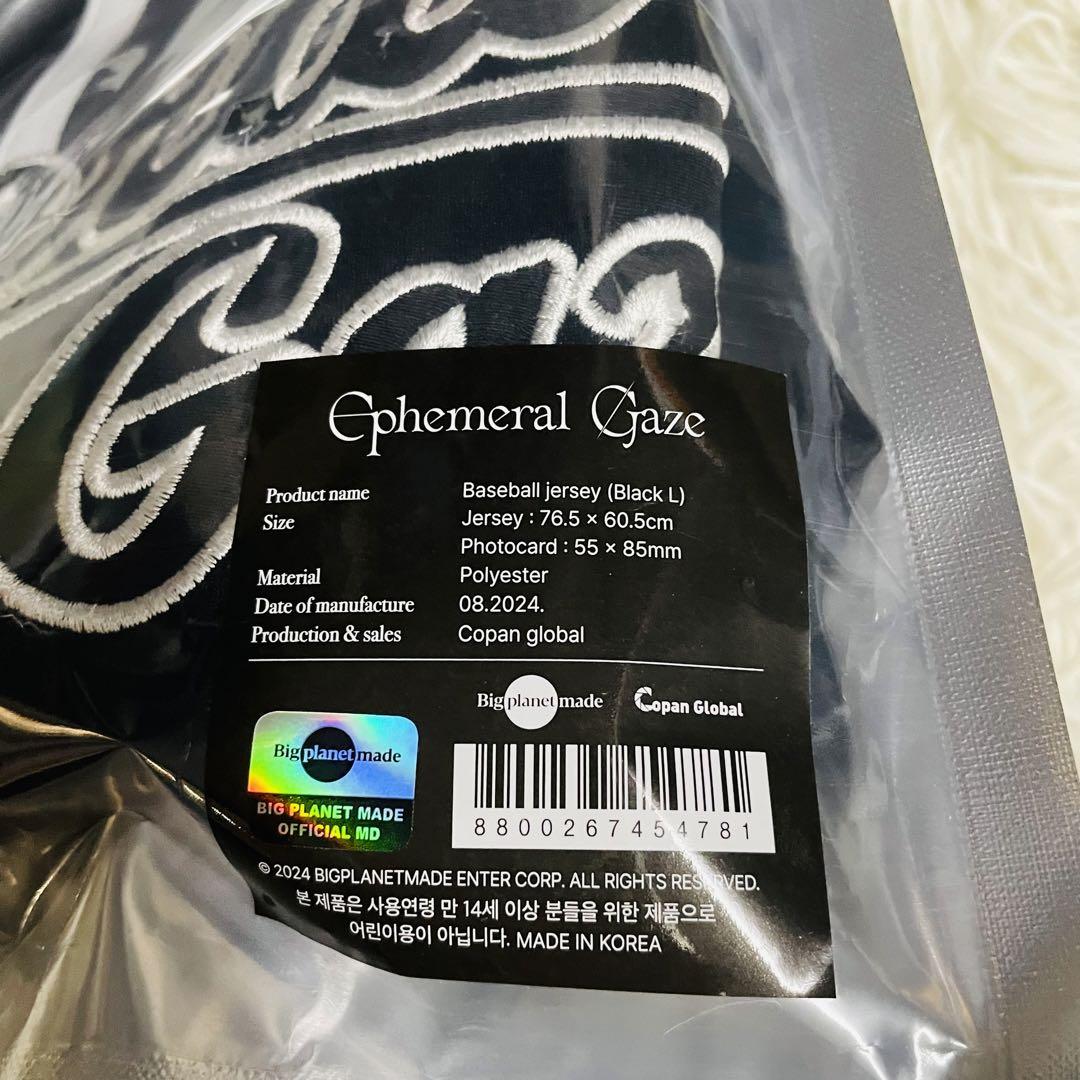 Ephemeral Gaze
Product name Baseball jersey (Black L)
Size Jersey : 76.5 × 60.5cm
Photocard : 55 × 85mm
Material Polyester
Date of manufacture 08.2024.
Production & sales Copan global
Big planet made Copan Global
Big planet made
BIG PLANET MADE
OFFICIAL MD
8800267454781
© 2024 BIGPLANETMADE ENTER CORP. ALL RIGHTS RESERVED.
본 제품은 사용연령 만 14세 이상 분들을 위한 제품으로
어린이용이 아닙니다. MADE IN KOREA